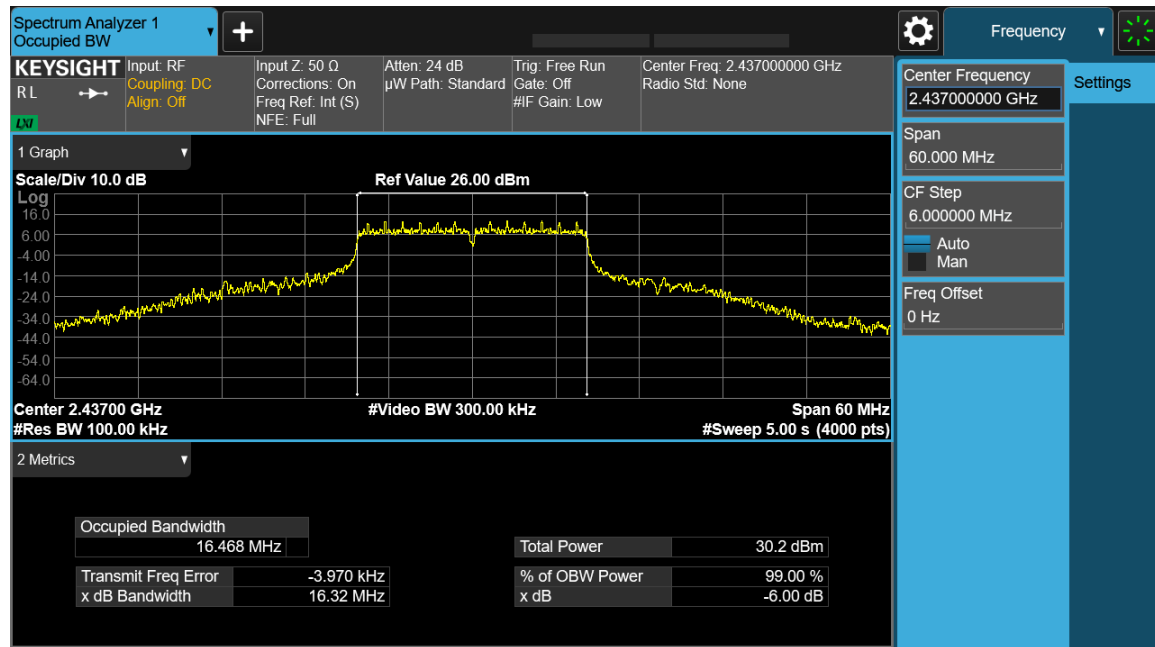 Spectrum Analyzer 1
Occupied BW
+
Frequency
KEYSIGHT
R L
LXI
Input: RF
Coupling: DC
Align: Off
Input Z: 50 Ω
Corrections: On
Freq Ref: Int (S)
NFE: Full
Atten: 24 dB
µW Path: Standard
Trig: Free Run
Gate: Off
#IF Gain: Low
Center Freq: 2.437000000 GHz
Radio Std: None
Center Frequency
2.437000000 GHz
Settings
Span
60.000 MHz
CF Step
6.000000 MHz
Auto
Man
Freq Offset
0 Hz
1 Graph
Scale/Div 10.0 dB
Ref Value 26.00 dBm
Log
16.0
6.00
-4.00
-14.0
-24.0
-34.0
-44.0
-54.0
-64.0
Center 2.43700 GHz
#Video BW 300.00 kHz
Span 60 MHz
#Res BW 100.00 kHz
#Sweep 5.00 s (4000 pts)
2 Metrics
Occupied Bandwidth
16.468 MHz
Total Power 30.2 dBm
Transmit Freq Error -3.970 kHz
% of OBW Power 99.00 %
x dB Bandwidth 16.32 MHz
x dB -6.00 dB